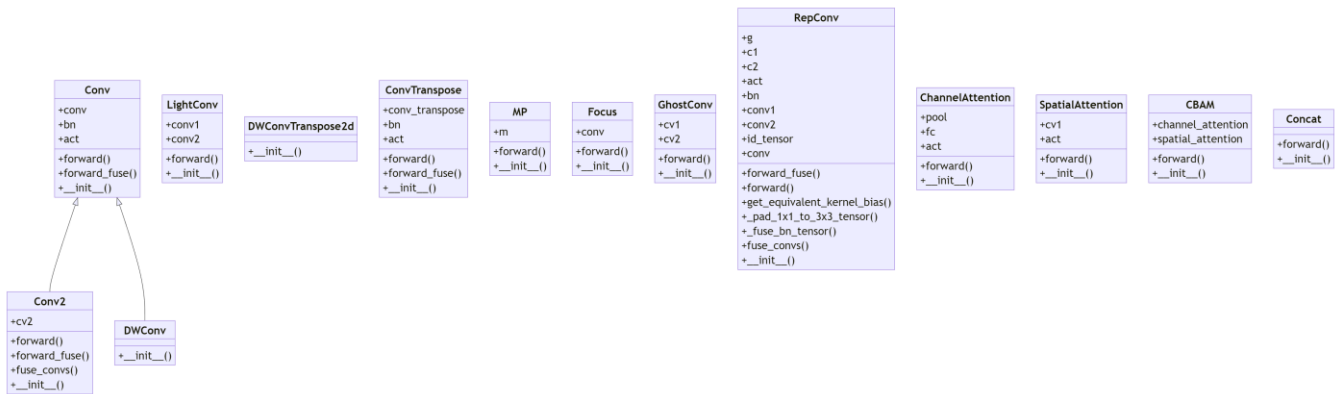 Conv
+conv
+bn
+act
+forward()
+forward_fuse()
+__init__()
LightConv
+conv1
+conv2
+forward()
+__init__()
DWConvTranspose2d
+__init__()
ConvTranspose
+conv_transpose
+bn
+act
+forward()
+forward_fuse()
+__init__()
MP
+m
+forward()
+__init__()
Focus
+conv
+forward()
+__init__()
GhostConv
+cv1
+cv2
+forward()
+__init__()
RepConv
+g
+c1
+c2
+act
+bn
+conv1
+conv2
+id_tensor
+conv
+forward_fuse()
+forward()
+get_equivalent_kernel_bias()
+_pad_1x1_to_3x3_tensor()
+_fuse_bn_tensor()
+fuse_convs()
+__init__()
ChannelAttention
+pool
+fc
+act
+forward()
+__init__()
SpatialAttention
+cv1
+act
+forward()
+__init__()
CBAM
+channel_attention
+spatial_attention
+forward()
+__init__()
Concat
+forward()
+__init__()
Conv2
+cv2
+forward()
+forward_fuse()
+fuse_convs()
+__init__()
DWConv
+__init__()